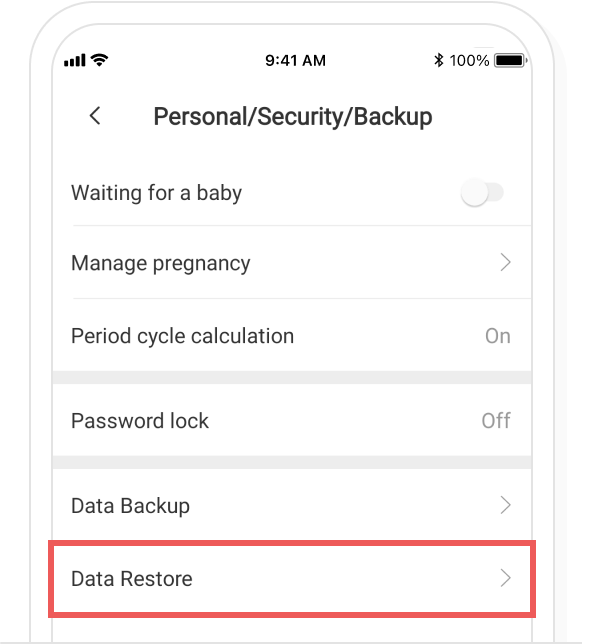 9:41 AM
100%
Personal/Security/Backup
Waiting for a baby
Manage pregnancy
Period cycle calculation
On
Password lock
Off
Data Backup
Data Restore